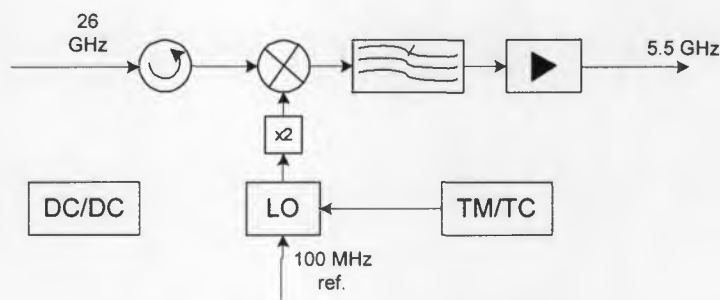 26
GHz
5.5 GHz
x2
DC/DC
LO
TM/TC
100 MHz
ref.